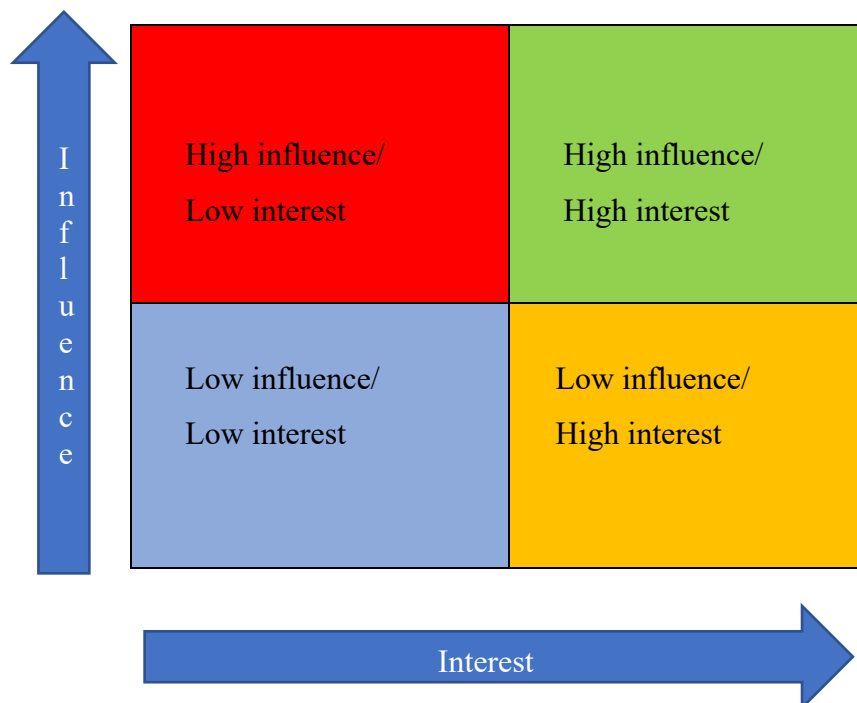 Influence
High influence/
Low interest
High influence/
High interest
Low influence/
Low interest
Low influence/
High interest
Interest